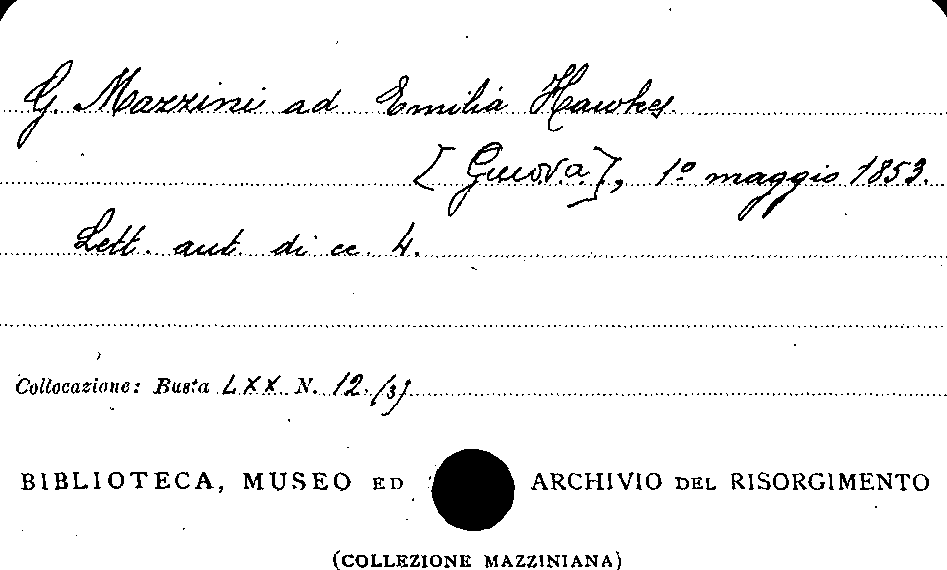 G. Mazzini ad Emilia Hawkes.
[Genova], 1º maggio 1853.
Lett. aut. di cc. 4.
Collocazione: Busta LXX N. 12.(3)
BIBLIOTECA, MUSEO ED ARCHIVIO DEL RISORGIMENTO
(COLLEZIONE MAZZINIANA)